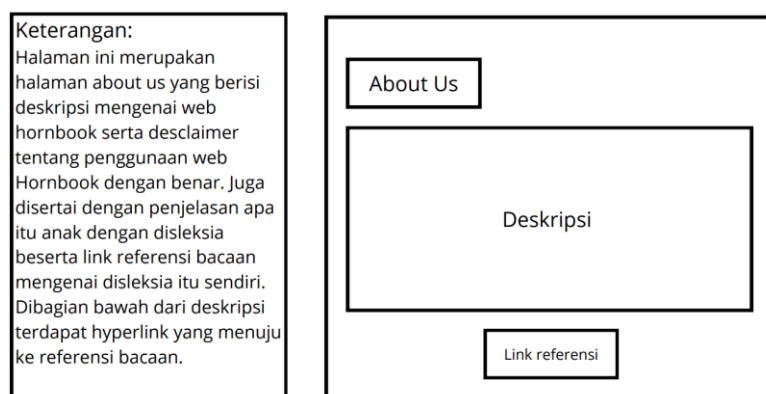 Keterangan:
Halaman ini merupakan
halaman about us yang berisi
deskripsi mengenai web
hornbook serta desclaimer
tentang penggunaan web
Hornbook dengan benar. Juga
disertai dengan penjelasan apa
itu anak dengan disleksia
beserta link referensi bacaan
mengenai disleksia itu sendiri.
Dibagian bawah dari deskripsi
terdapat hyperlink yang menuju
ke referensi bacaan.
About Us
Deskripsi
Link referensi